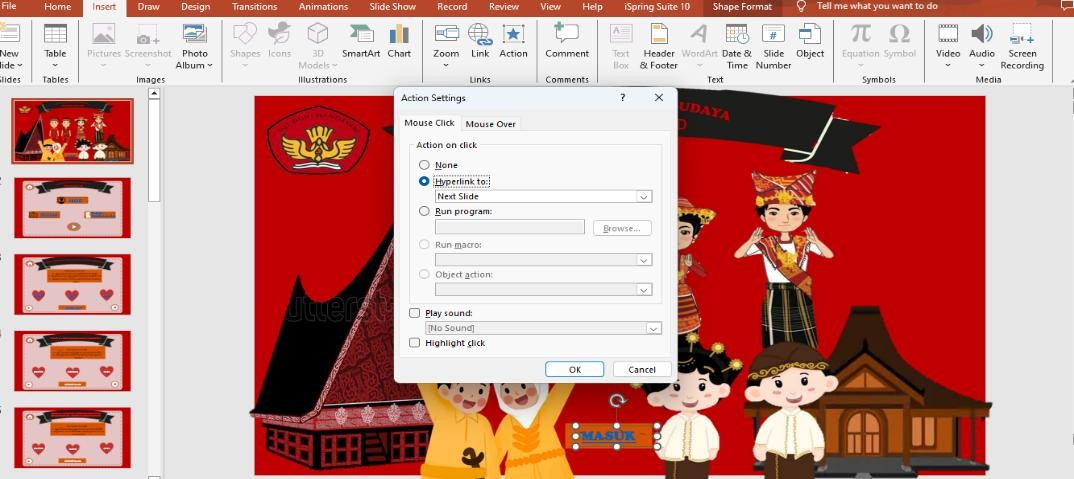 File Home Insert Draw Design Transitions Animations Slide Show Record Review View Help iSpring Suite 10 Shape Format Tell me what you want to do
New Table Pictures Screenshot Photo Shapes Icons 3D SmartArt Chart Zoom Link Action Comment Text Header WordArt Date & Slide Object Equation Symbol Video Audio Screen
Slide Album Models Box & Footer Time Number Recording
Slides Tables Images Illustrations Links Comments Text Symbols Media
Action Settings ?
Mouse Click Mouse Over
Action on click
None
Hyperlink to:
Next Slide
Run program:
Browse...
Run macro:
Object action:
Play sound:
[No Sound]
Highlight click
OK Cancel
UDAYA
MASUK